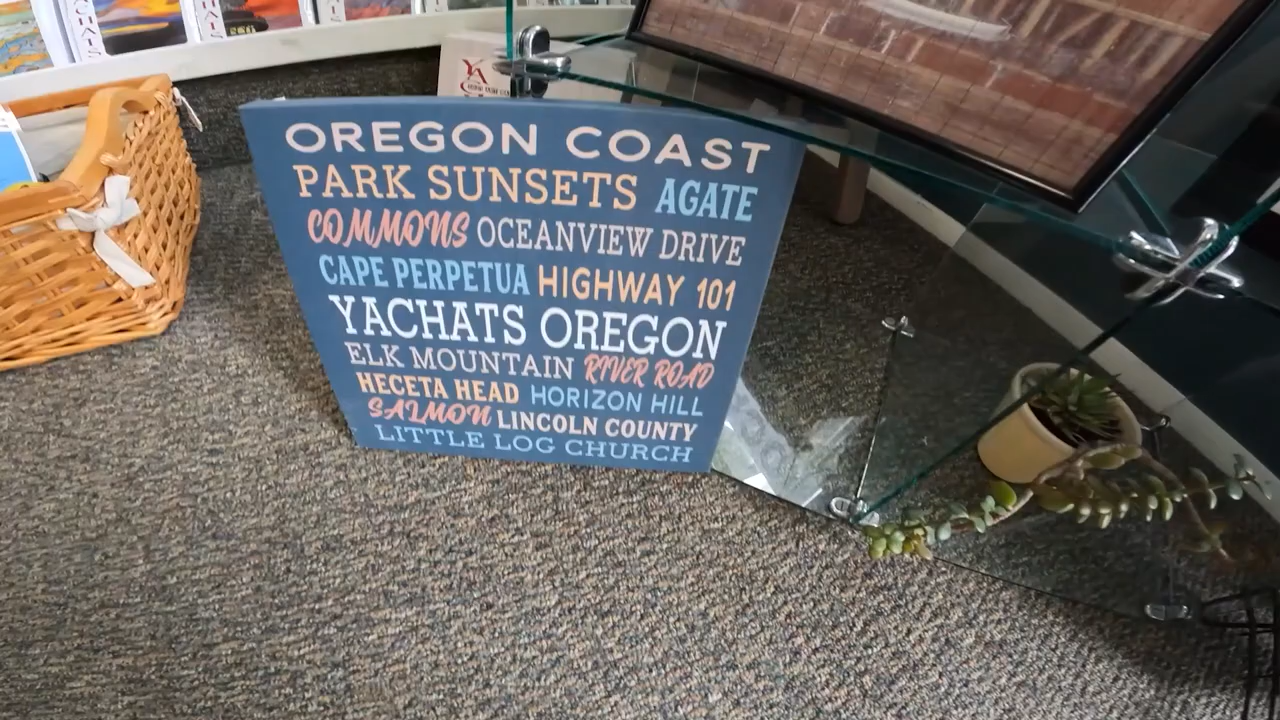 OREGON COAST
PARK SUNSETS AGATE
COMMONS OCEANVIEW DRIVE
CAPE PERPETUA HIGHWAY 101
YACHATS OREGON
ELK MOUNTAIN RIVER ROAD
HECETA HEAD HORIZON HILL
SALMON LINCOLN COUNTY
LITTLE LOG CHURCH